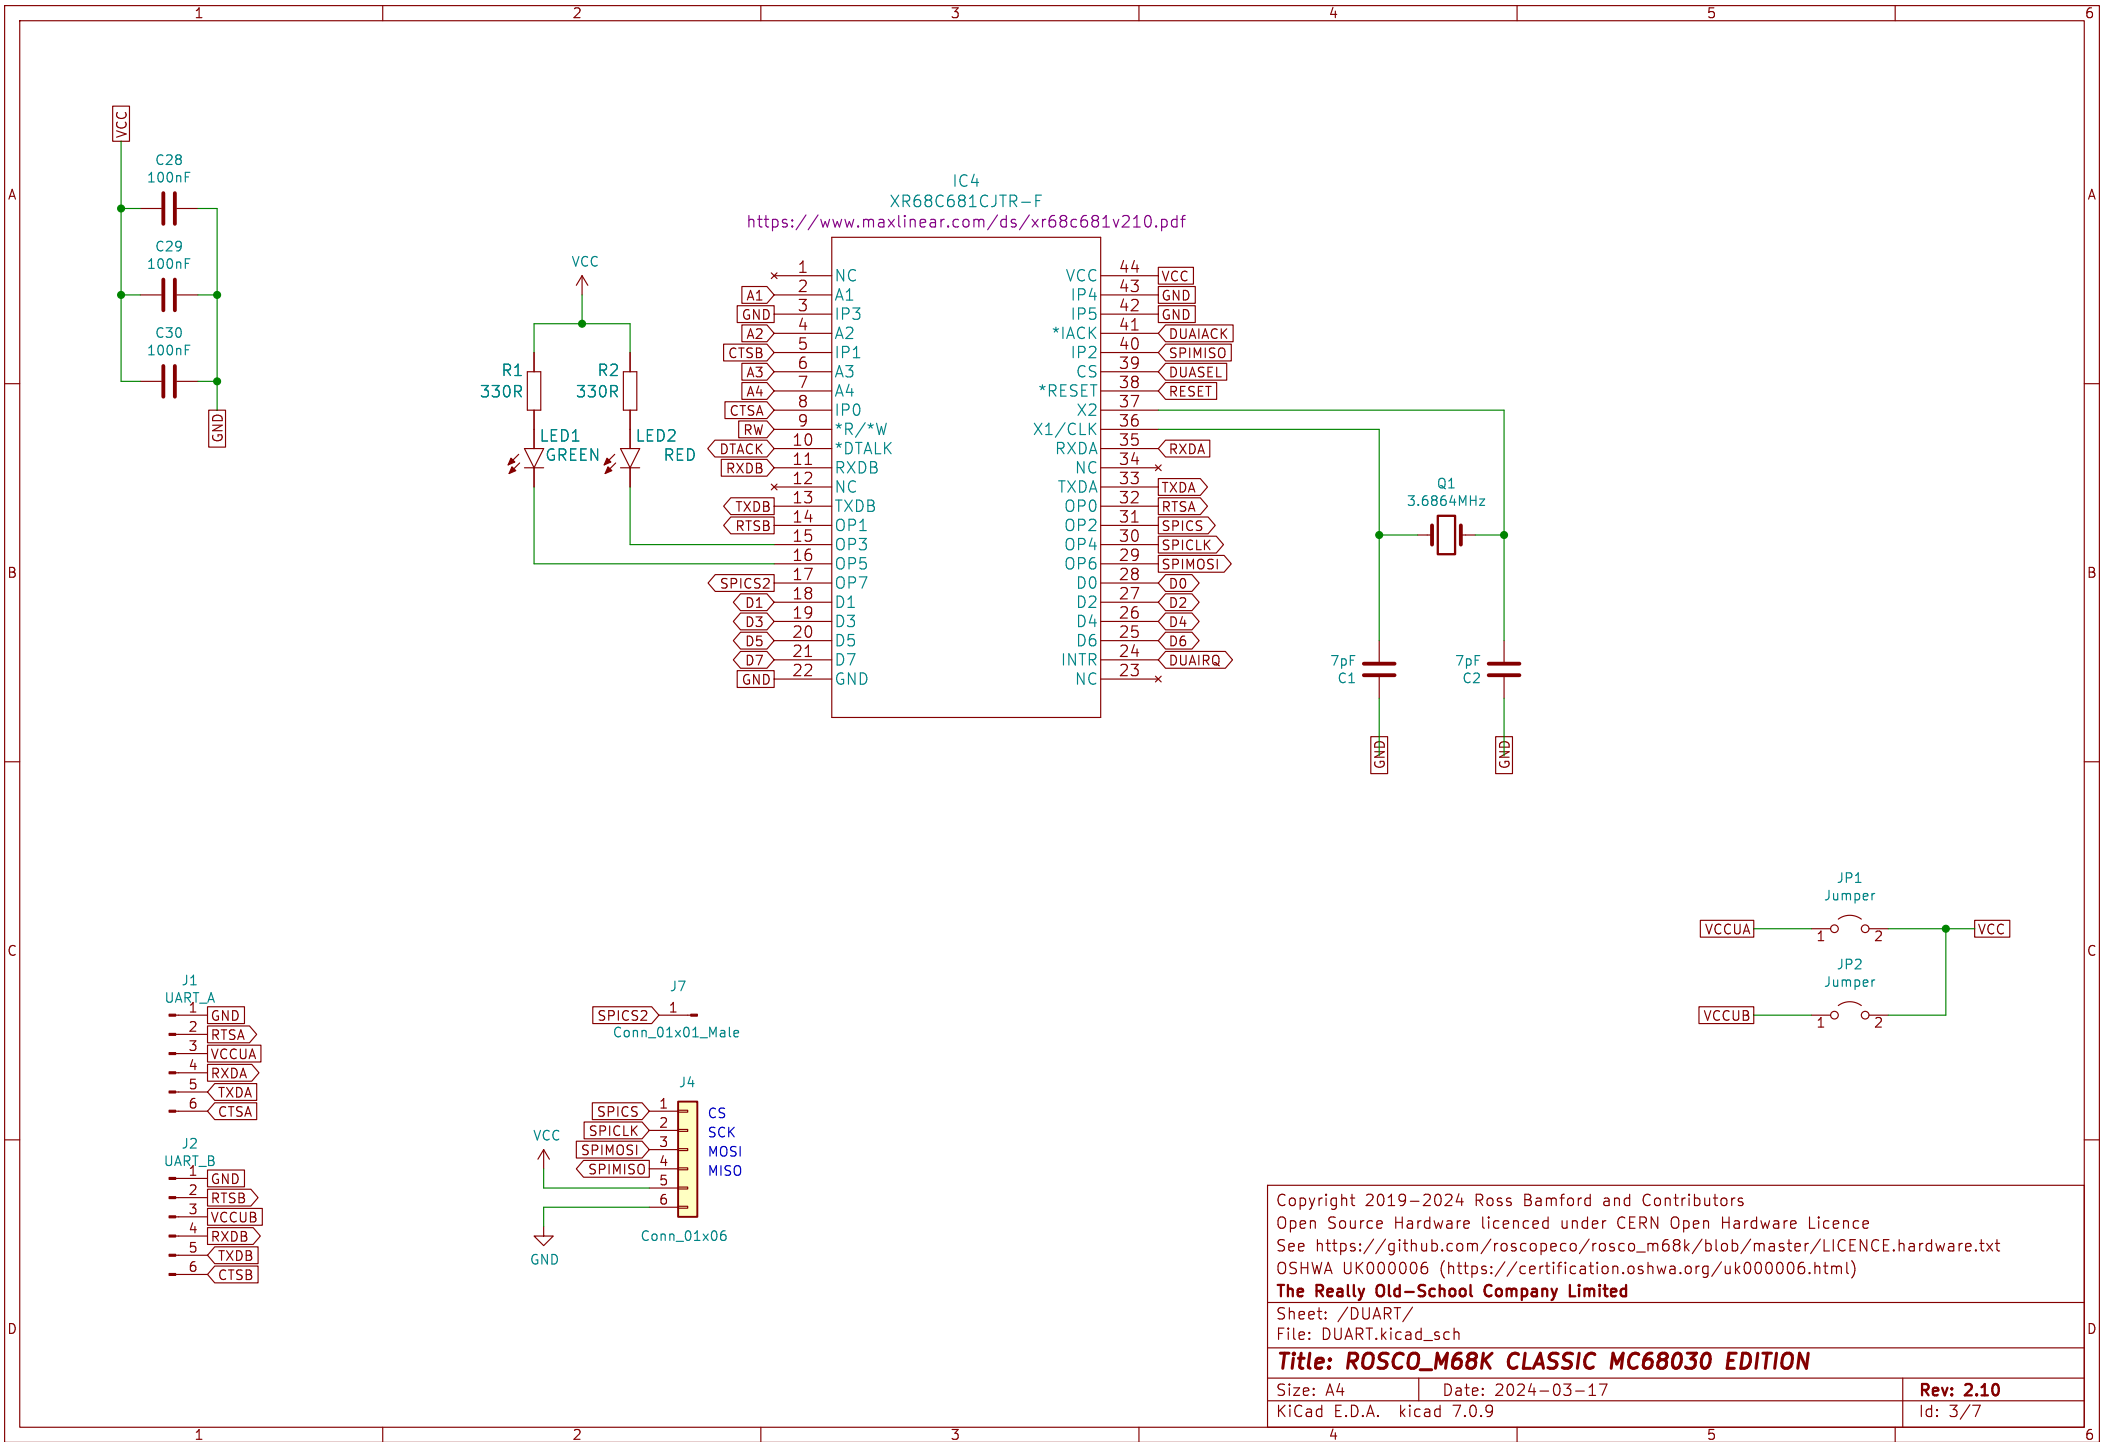 1 2 3 4 5 6
A A
B B
C C
D D
1 2 3 4 5 6
VCC
C28
100nF
C29
100nF
C30
100nF
GND
VCC
R1
330R
R2
330R
LED1
GREEN
LED2
RED
IC4
XR68C681CJTR-F
https://www.maxlinear.com/ds/xr68c681v210.pdf
1 NC
A1 2 A1
GND 3 IP3
A2 4 A2
CTSB 5 IP1
A3 6 A3
A4 7 A4
CTSA 8 IP0
RW 9 *R/*W
DTACK 10 *DTALK
RXDB 11 RXDB
12 NC
TXDB 13 TXDB
RTSB 14 OP1
15 OP3
16 OP5
SPICS2 17 OP7
D1 18 D1
D3 19 D3
D5 20 D5
D7 21 D7
GND 22 GND
VCC 44 VCC
IP4 43 GND
IP5 42 GND
*IACK 41 DUAIACK
IP2 40 SPIMISO
CS 39 DUASEL
*RESET 38 RESET
X2 37
X1/CLK 36
RXDA 35 RXDA
NC 34
TXDA 33 TXDA
OP0 32 RTSA
OP2 31 SPICS
OP4 30 SPICLK
OP6 29 SPIMOSI
D0 28 D0
D2 27 D2
D4 26 D4
D6 25 D6
INTR 24 DUAIRQ
NC 23
Q1
3.6864MHz
7pF
C1
7pF
C2
GND
GND
JP1
Jumper
VCCUA 1 2 VCC
JP2
Jumper
VCCUB 1 2
J1
UART_A
1 GND
2 RTSA
3 VCCUA
4 RXDA
5 TXDA
6 CTSA
J2
UART_B
1 GND
2 RTSB
3 VCCUB
4 RXDB
5 TXDB
6 CTSB
J7
SPICS2 1
Conn_01x01_Male
J4
SPICS 1 CS
SPICLK 2 SCK
SPIMOSI 3 MOSI
SPIMISO 4 MISO
VCC 5
6
GND
Conn_01x06
Copyright 2019-2024 Ross Bamford and Contributors
Open Source Hardware licenced under CERN Open Hardware Licence
See https://github.com/roscopeco/rosco_m68k/blob/master/LICENCE.hardware.txt
OSHWA UK000006 (https://certification.oshwa.org/uk000006.html)
The Really Old-School Company Limited
Sheet: /DUART/
File: DUART.kicad_sch
Title: ROSCO_M68K CLASSIC MC68030 EDITION
Size: A4 Date: 2024-03-17 Rev: 2.10
KiCad E.D.A. kicad 7.0.9 Id: 3/7